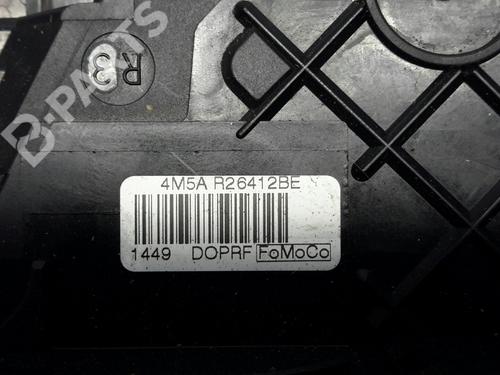 B-PARTS
R3
4M5A R26412BE
1449 DOPRF FoMoCo